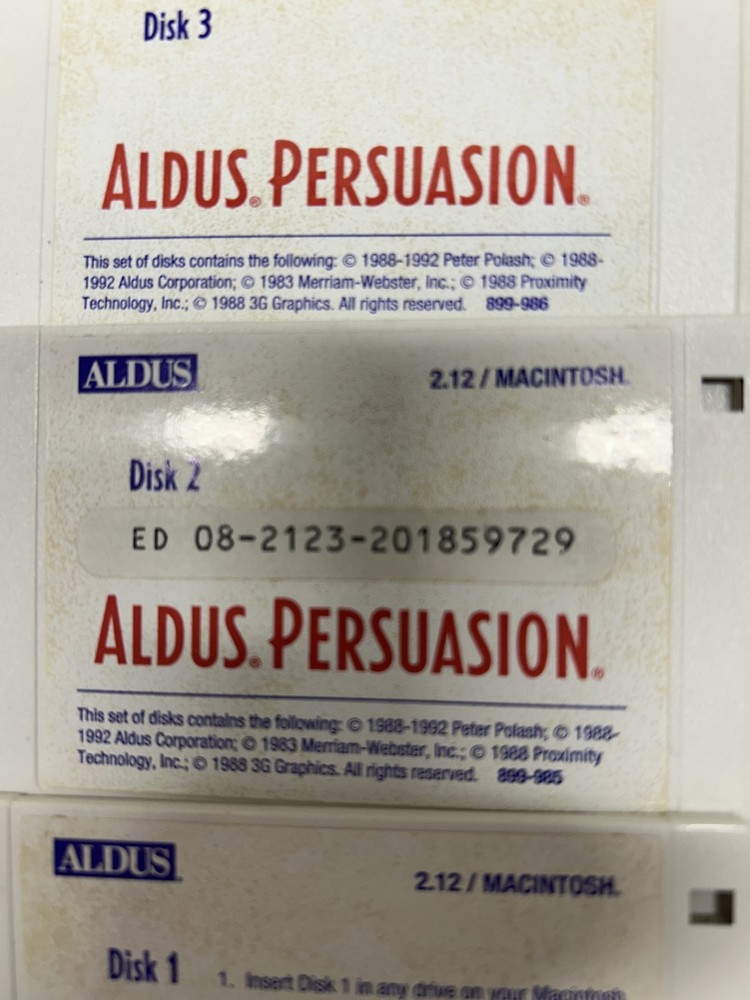 Disk 3
ALDUS® PERSUASION®
This set of disks contains the following: © 1988-1992 Peter Polash; © 1988-
1992 Aldus Corporation; © 1983 Merriam-Webster, Inc.; © 1988 Proximity
Technology, Inc.; © 1988 3G Graphics. All rights reserved. 899-986
ALDUS
2.12 / MACINTOSH.
Disk 2
ED 08-2123-201859729
ALDUS® PERSUASION®
This set of disks contains the following: © 1988-1992 Peter Polash; © 1988-
1992 Aldus Corporation; © 1983 Merriam-Webster, Inc.; © 1988 Proximity
Technology, Inc.; © 1988 3G Graphics. All rights reserved. 899-985
ALDUS
2.12 / MACINTOSH.
Disk 1
1. Insert Disk 1 in any drive on your Macintosh